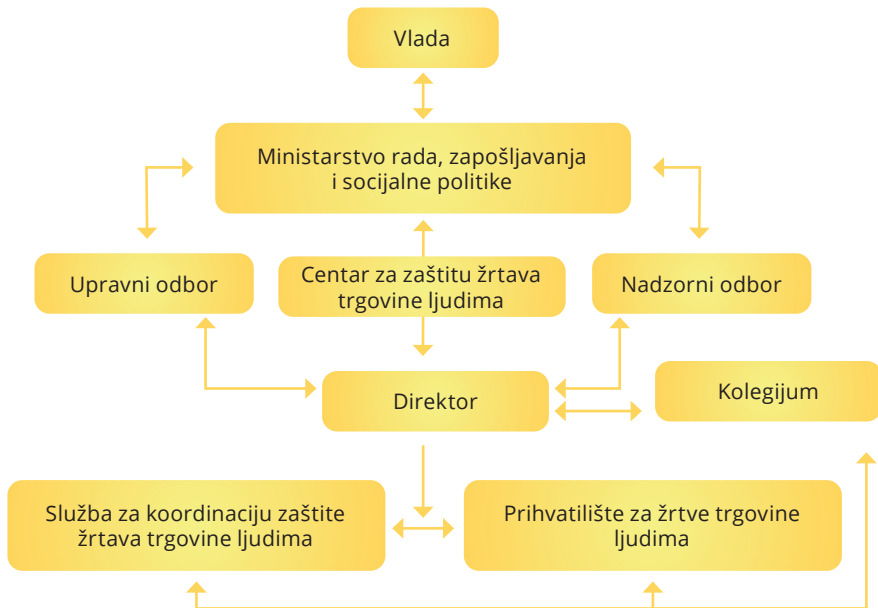 Vlada
Ministarstvo rada, zapošljavanja
i socijalne politike
Upravni odbor
Centar za zaštitu žrtava
trgovine ljudima
Nadzorni odbor
Direktor
Kolegijum
Služba za koordinaciju zaštite
žrtava trgovine ljudima
Prihvatilište za žrtve trgovine
ljudima